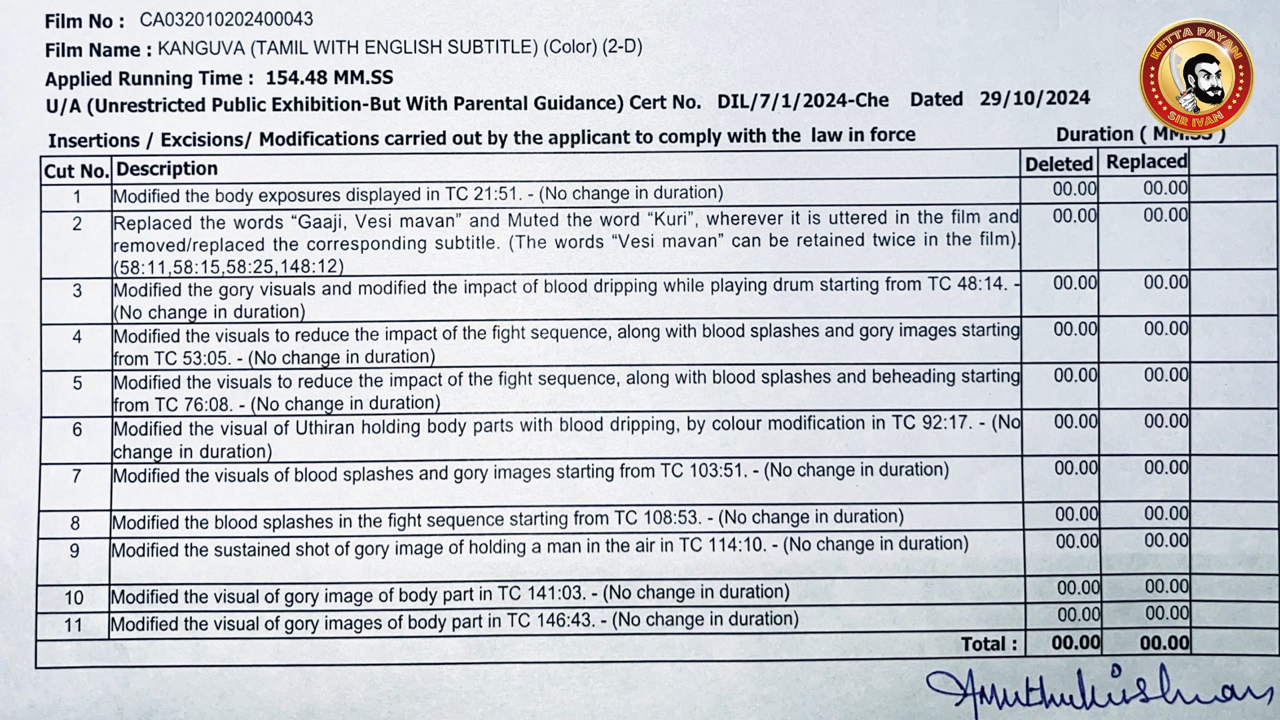 Film No : CA032010202400043
Film Name : KANGUVA (TAMIL WITH ENGLISH SUBTITLE) (Color) (2-D)
Applied Running Time : 154.48 MM.SS
U/A (Unrestricted Public Exhibition-But With Parental Guidance) Cert No. DIL/7/1/2024-Che Dated 29/10/2024
KETTA PAYAN
SIR IVAN
Insertions / Excisions/ Modifications carried out by the applicant to comply with the law in force Duration ( MM.SS )
Cut No. Description Deleted Replaced
1 Modified the body exposures displayed in TC 21:51. - (No change in duration) 00.00 00.00
2 Replaced the words “Gaaji, Vesi mavan” and Muted the word “Kuri”, wherever it is uttered in the film and 00.00 00.00
removed/replaced the corresponding subtitle. (The words “Vesi mavan” can be retained twice in the film).
(58:11,58:15,58:25,148:12)
3 Modified the gory visuals and modified the impact of blood dripping while playing drum starting from TC 48:14. - 00.00 00.00
(No change in duration)
4 Modified the visuals to reduce the impact of the fight sequence, along with blood splashes and gory images starting 00.00 00.00
from TC 53:05. - (No change in duration)
5 Modified the visuals to reduce the impact of the fight sequence, along with blood splashes and beheading starting 00.00 00.00
from TC 76:08. - (No change in duration)
6 Modified the visual of Uthiran holding body parts with blood dripping, by colour modification in TC 92:17. - (No 00.00 00.00
change in duration)
7 Modified the visuals of blood splashes and gory images starting from TC 103:51. - (No change in duration) 00.00 00.00
8 Modified the blood splashes in the fight sequence starting from TC 108:53. - (No change in duration) 00.00 00.00
9 Modified the sustained shot of gory image of holding a man in the air in TC 114:10. - (No change in duration) 00.00 00.00
10 Modified the visual of gory image of body part in TC 141:03. - (No change in duration) 00.00 00.00
11 Modified the visual of gory images of body part in TC 146:43. - (No change in duration) 00.00 00.00
Total : 00.00 00.00